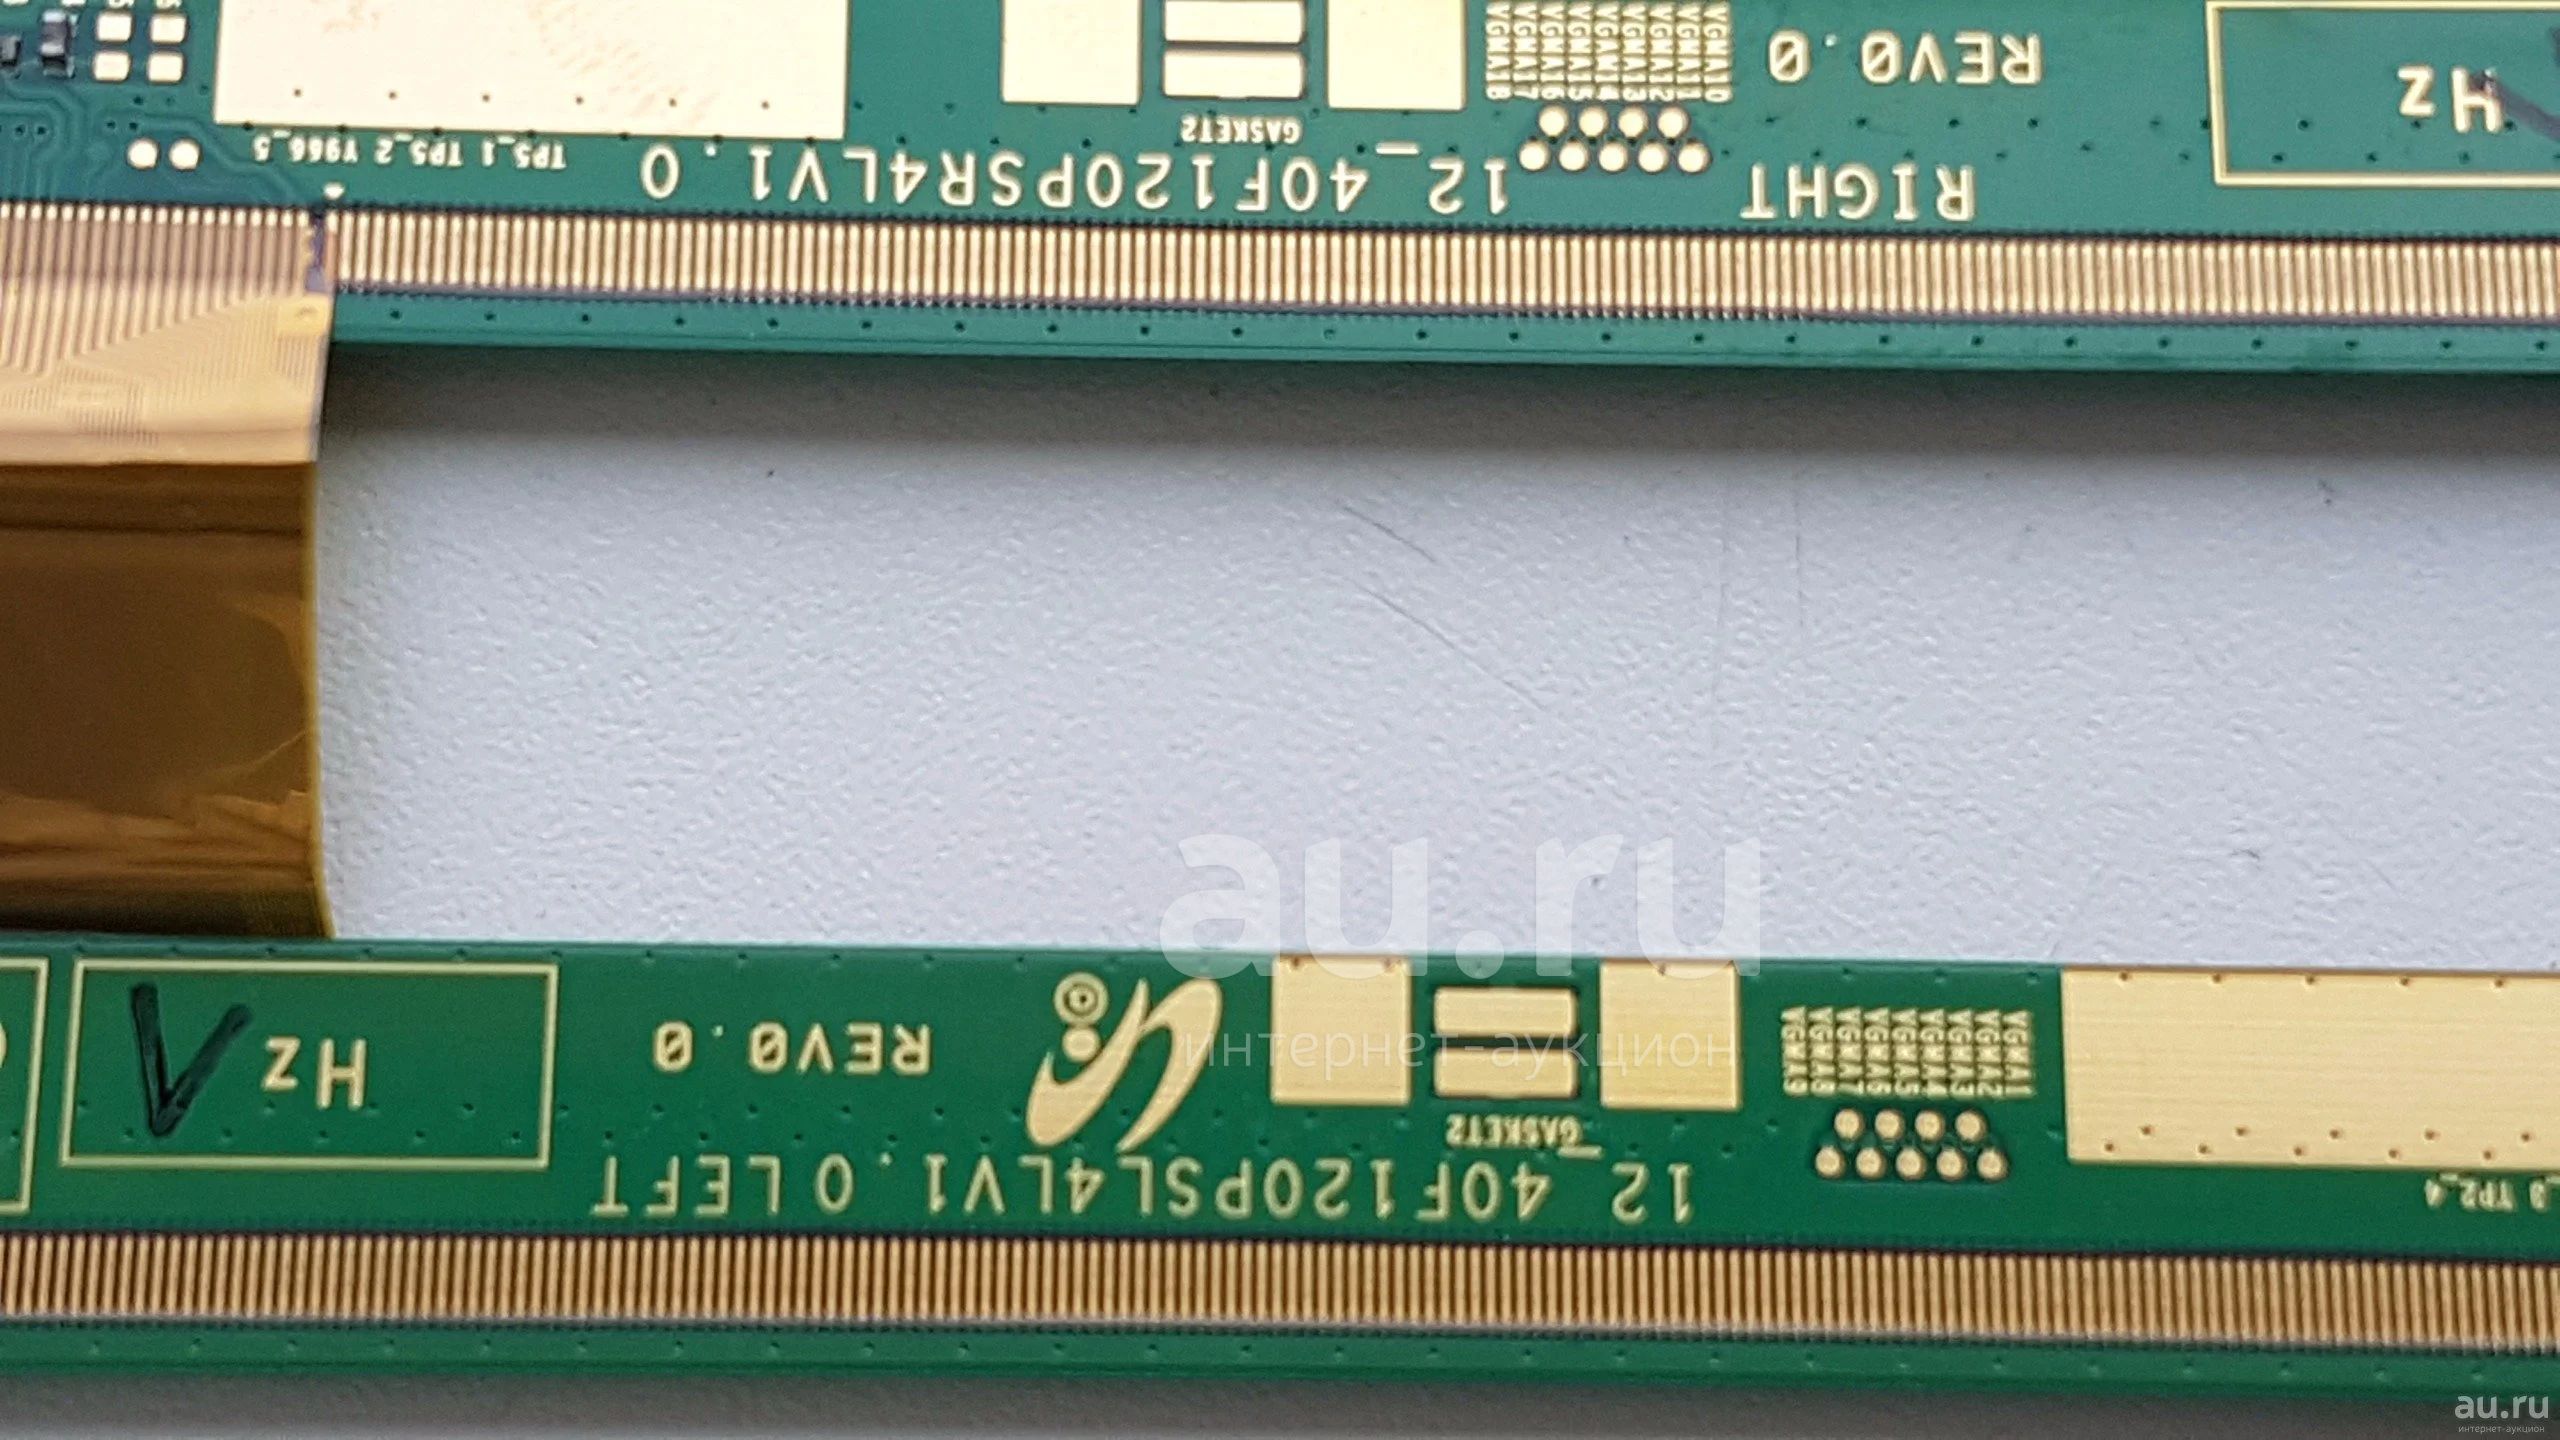 REV0.0
Hz
VGMA10
VGMA11
VGMA12
VGMA13
VGMA14
VGMA15
VGMA16
VGMA17
VGMA18
GASKET2
TP5_1 TP5_2 Y966_5
12_40F120PSR4LV1.0
RIGHT
au.ru
интернет-аукцион
V Hz
REV0.0
VGMA1
VGMA2
VGMA3
VGMA4
VGMA5
VGMA6
VGMA7
VGMA8
VGMA9
GASKET2
TP2_4
12_40F120PSL4LV1.0LEFT
au.ru
интернет-аукцион